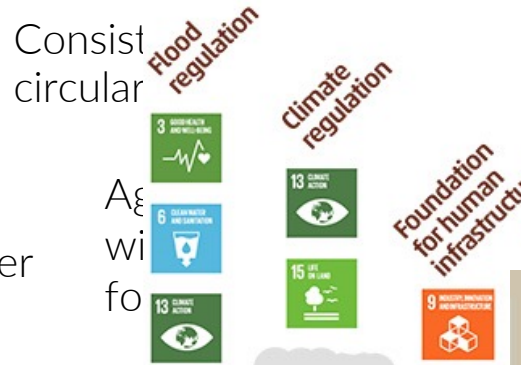 Consist
circular
Flood
regulation
3 GOOD HEALTH
AND WELL-BEING
6 CLEAN WATER
AND SANITATION
13 CLIMATE
ACTION
Ag
wi
fo
er
Climate
regulation
13 CLIMATE
ACTION
15 LIFE
ON LAND
Foundation
for human
infrastructu
9 INDUSTRY, INNOVATION
AND INFRASTRUCTURE